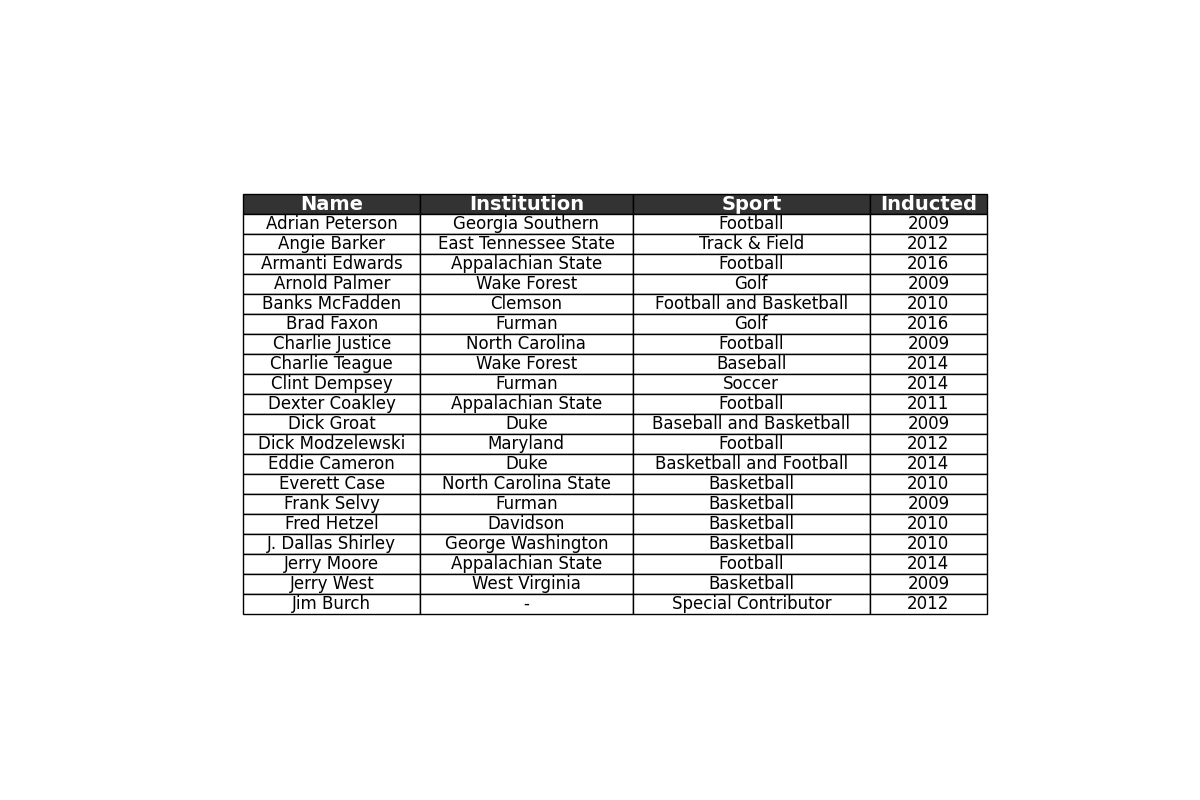 Name Institution Sport Inducted
Adrian Peterson Georgia Southern Football 2009
Angie Barker East Tennessee State Track & Field 2012
Armanti Edwards Appalachian State Football 2016
Arnold Palmer Wake Forest Golf 2009
Banks McFadden Clemson Football and Basketball 2010
Brad Faxon Furman Golf 2016
Charlie Justice North Carolina Football 2009
Charlie Teague Wake Forest Baseball 2014
Clint Dempsey Furman Soccer 2014
Dexter Coakley Appalachian State Football 2011
Dick Groat Duke Baseball and Basketball 2009
Dick Modzelewski Maryland Football 2012
Eddie Cameron Duke Basketball and Football 2014
Everett Case North Carolina State Basketball 2010
Frank Selvy Furman Basketball 2009
Fred Hetzel Davidson Basketball 2010
J. Dallas Shirley George Washington Basketball 2010
Jerry Moore Appalachian State Football 2014
Jerry West West Virginia Basketball 2009
Jim Burch - Special Contributor 2012